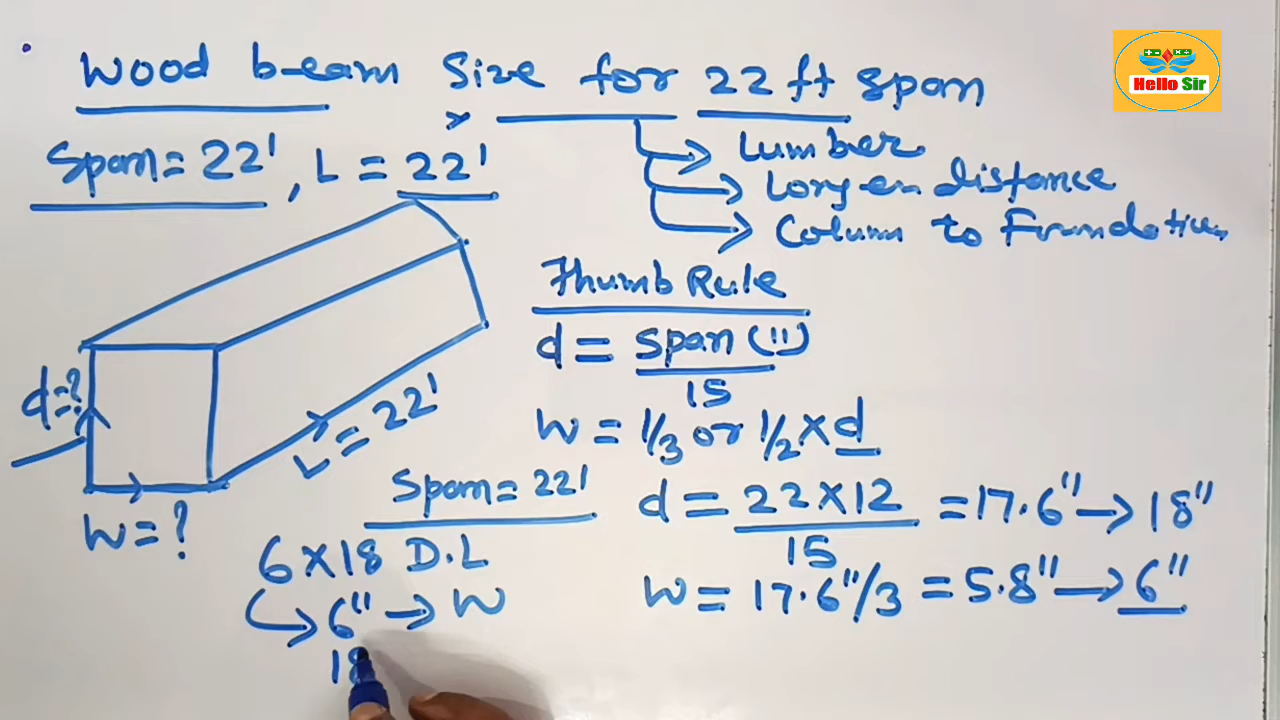 Wood beam Size for 22 ft span
Hello Sir
Span = 22', L = 22'
Lumber
Longer distance
Column to Foundation
Thumb Rule
d = Span (")
15
d = ?
L = 22'
W = 1/3 or 1/2 × d
Span = 22'
d = 22×12 = 17.6" → 18"
15
W = ?
6×18 D.L
W = 17.6"/3 = 5.8" → 6"
6" → W
18